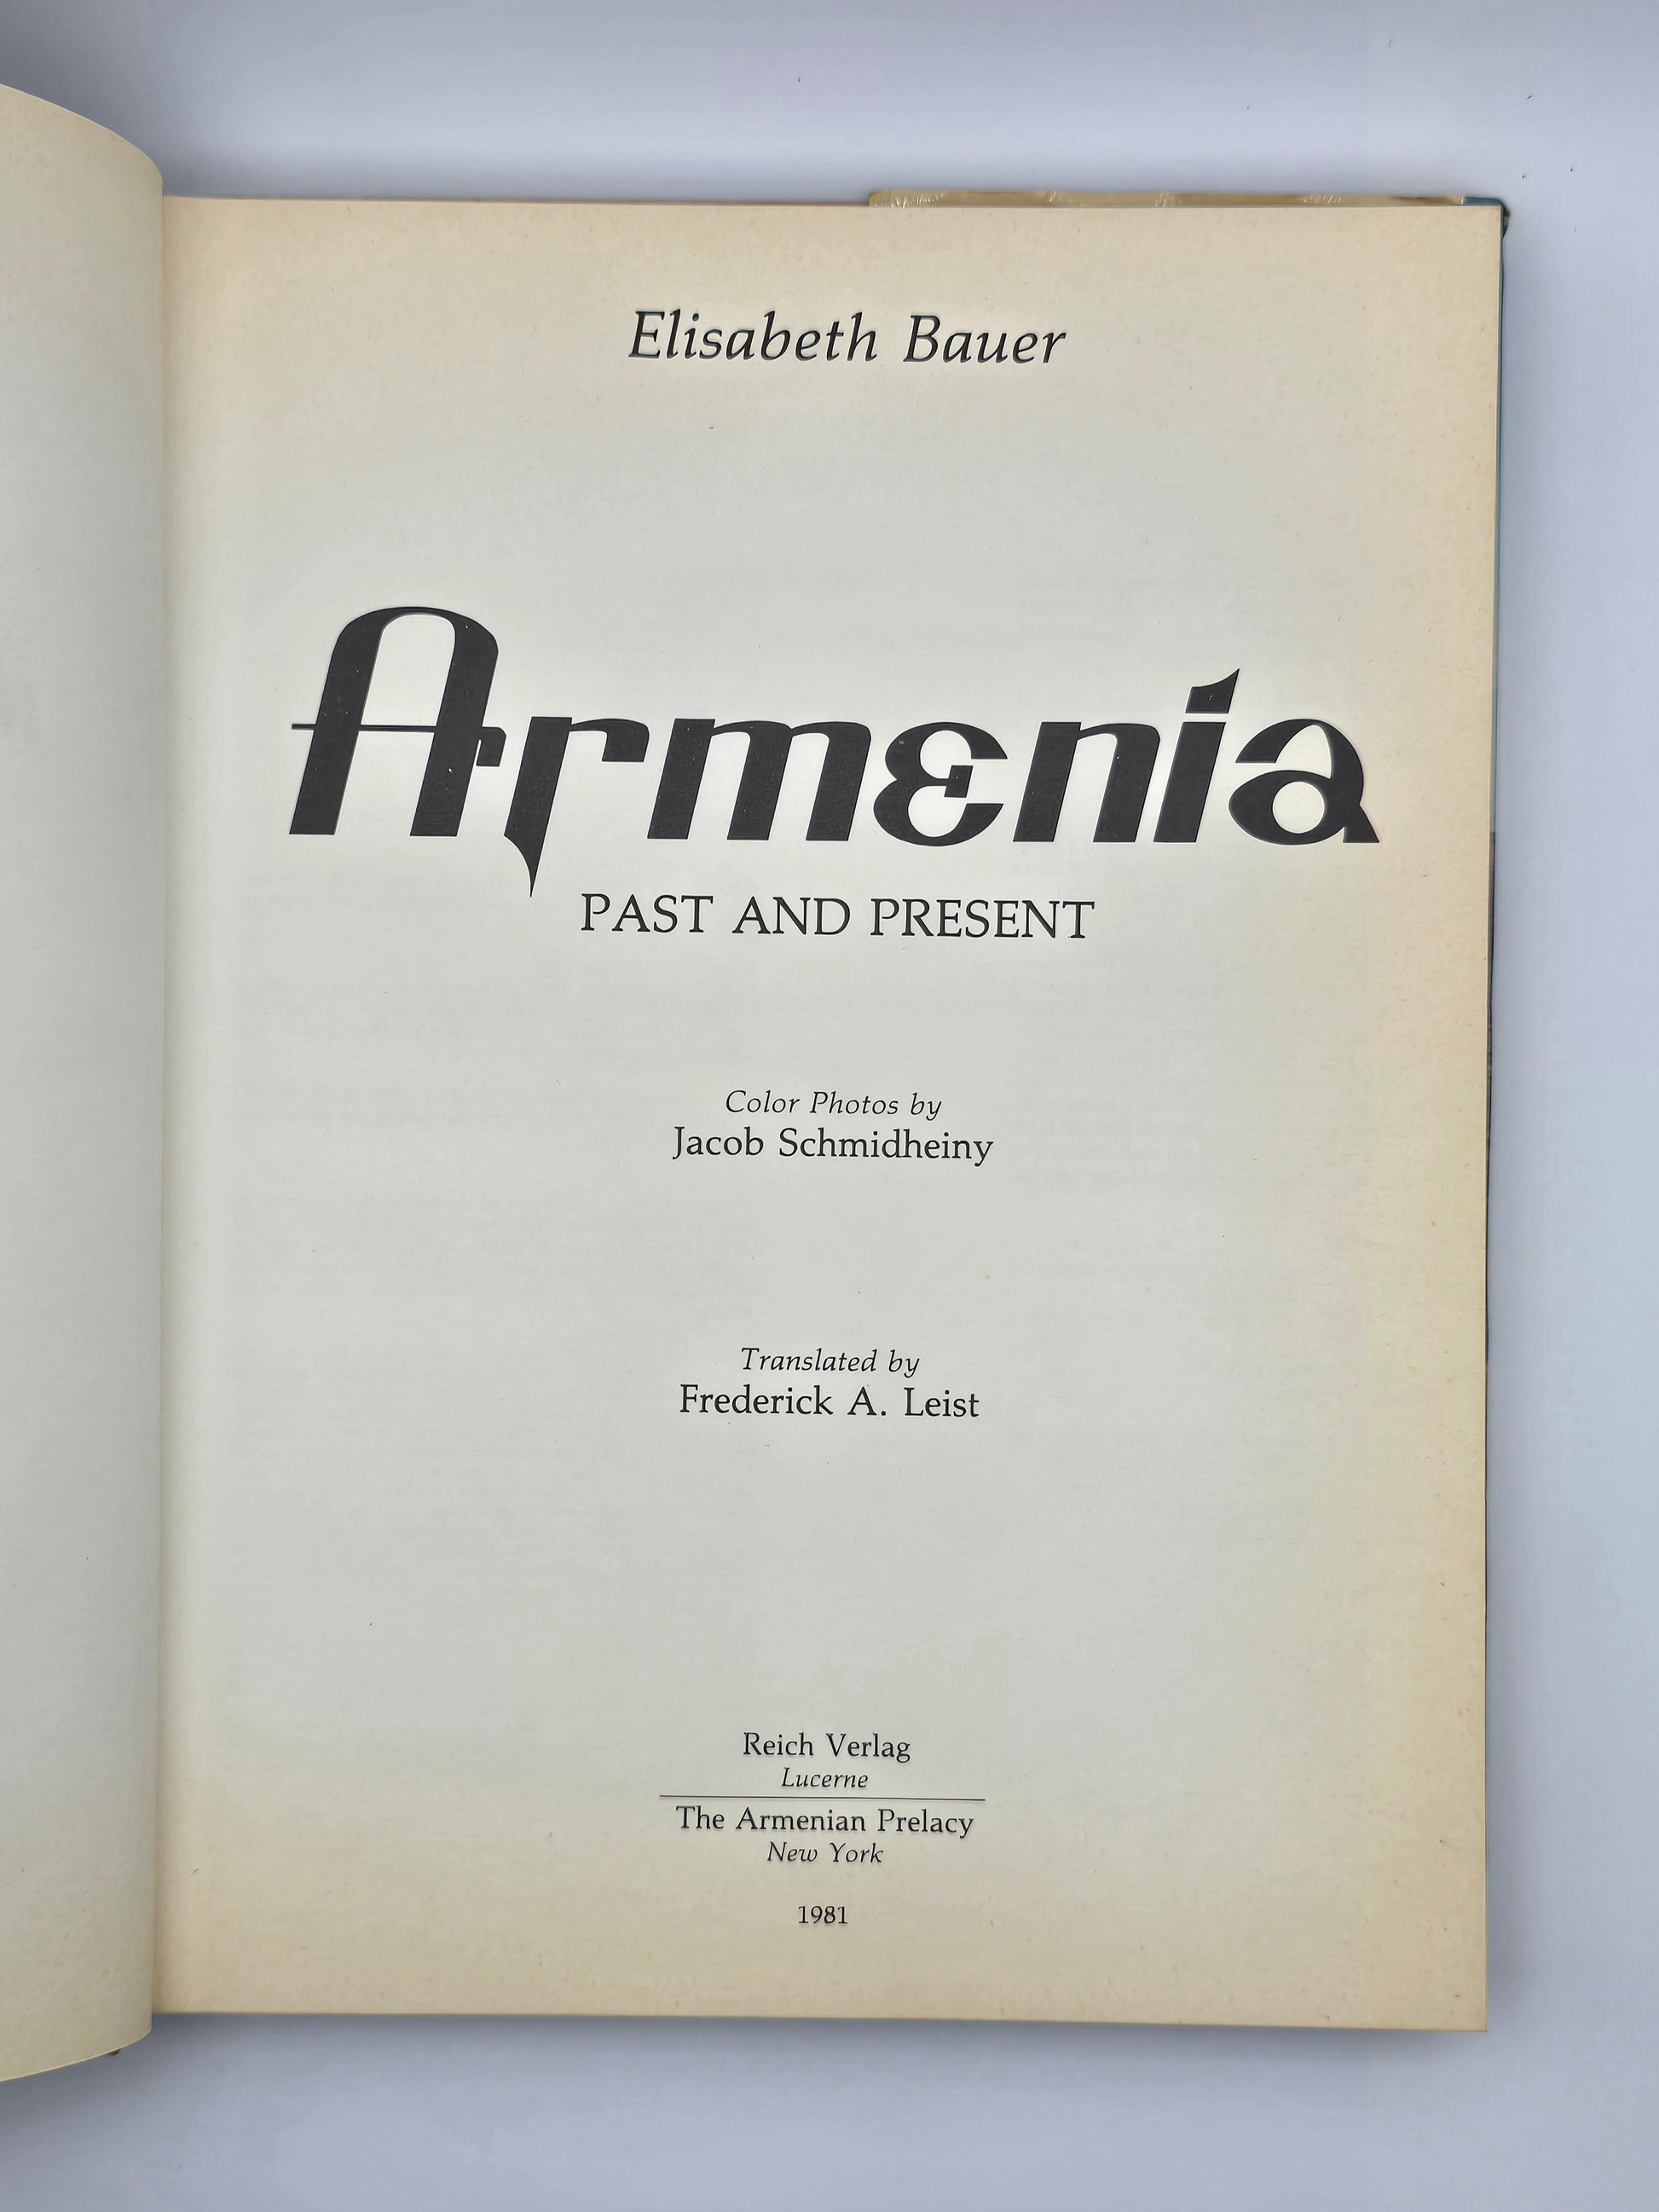 Elisabeth Bauer
Armenia
PAST AND PRESENT
Color Photos by
Jacob Schmidheiny
Translated by
Frederick A. Leist
Reich Verlag
Lucerne
The Armenian Prelacy
New York
1981